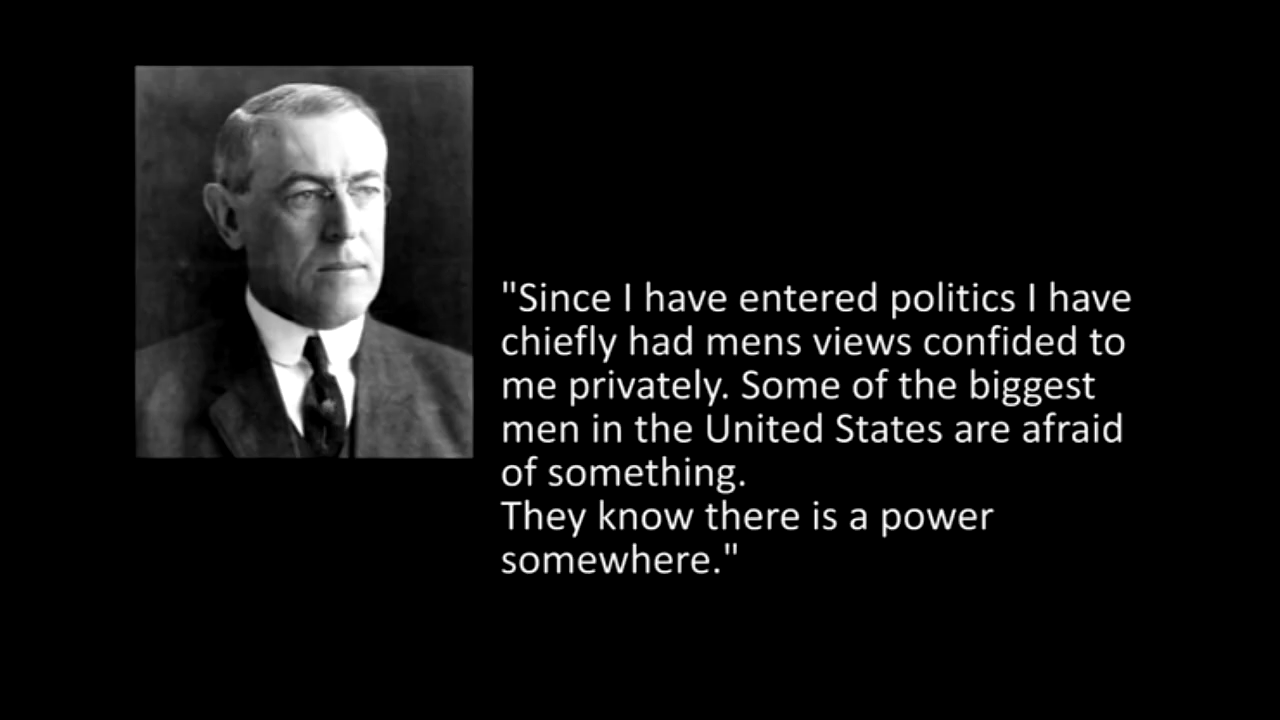 "Since I have entered politics I have
chiefly had mens views confided to
me privately. Some of the biggest
men in the United States are afraid
of something.
They know there is a power
somewhere."